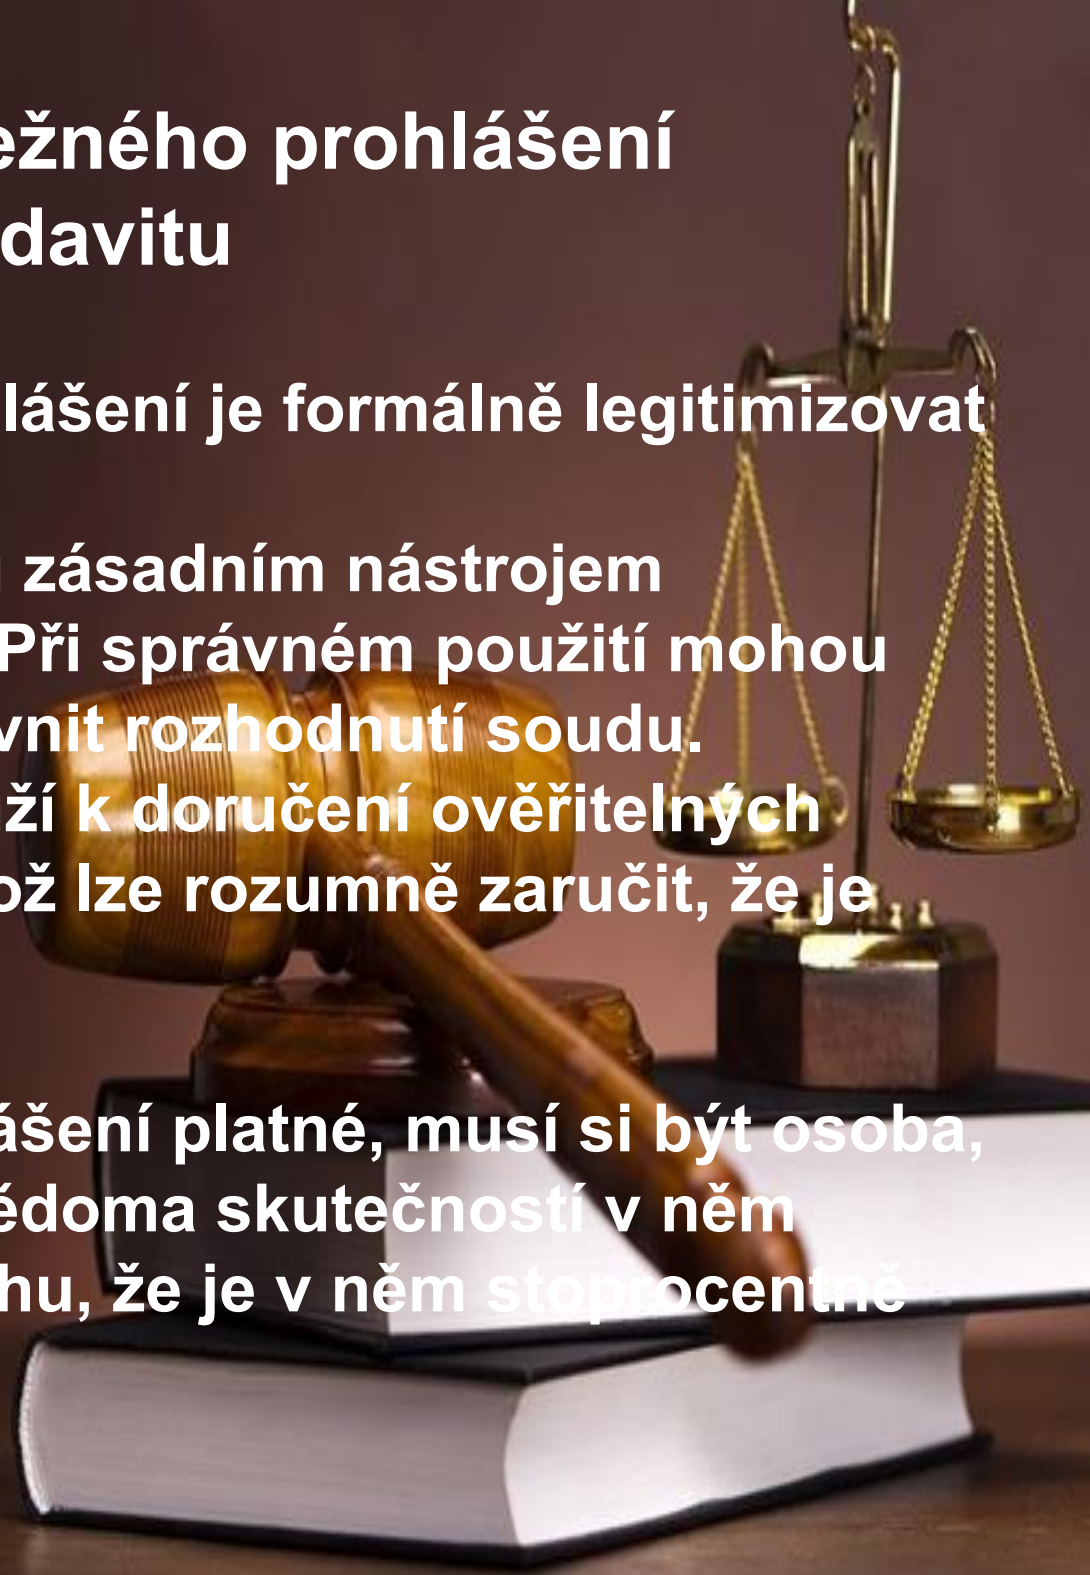 ežného prohlášení
davitu
lášení je formálně legitimizovat
zásadním nástrojem
Při správném použití mohou
vnit rozhodnutí soudu.
ží k doručení ověřitelných
ož lze rozumně zaručit, že je
ášení platné, musí si být osoba,
ědoma skutečností v něm
hu, že je v něm stoprocentně